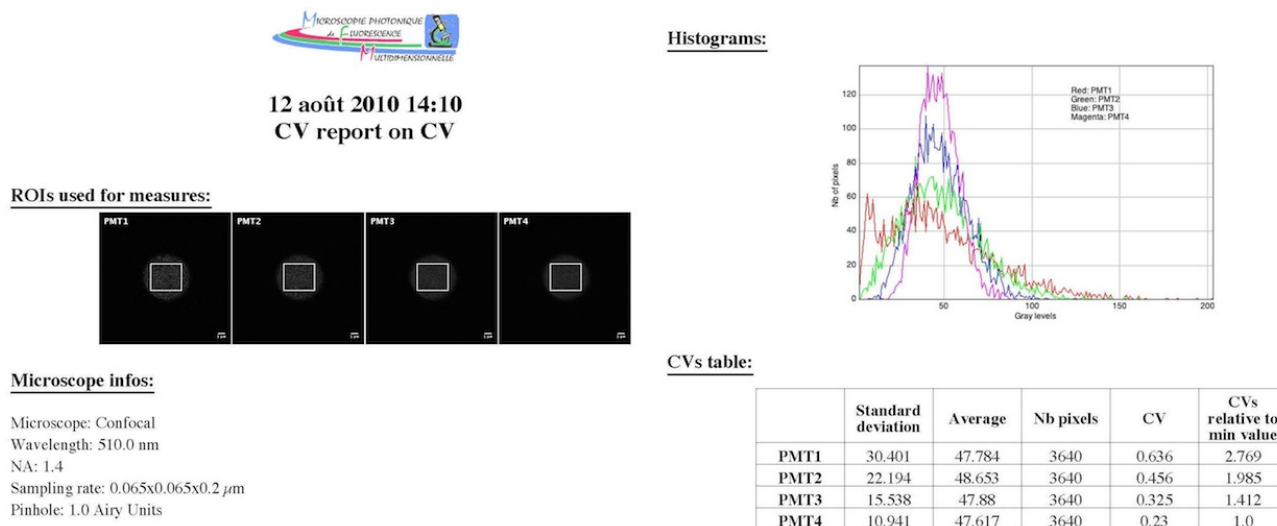 MICROSCOPIE PHOTONIQUE
de FLUORESCENCE
MULTIDIMENSIONNELLE
12 août 2010 14:10
CV report on CV
ROIs used for measures:
PMT1 PMT2 PMT3 PMT4
Microscope infos:
Microscope: Confocal
Wavelength: 510.0 nm
NA: 1.4
Sampling rate: 0.065x0.065x0.2 μm
Pinhole: 1.0 Airy Units
Histograms:
Red: PMT1
Green: PMT2
Blue: PMT3
Magenta: PMT4
Nb of pixels
120
100
80
60
40
20
0
50 100 150 200
Gray levels
CVs table:
Standard deviation Average Nb pixels CV CVs relative to min value
PMT1 30.401 47.784 3640 0.636 2.769
PMT2 22.194 48.653 3640 0.456 1.985
PMT3 15.538 47.88 3640 0.325 1.412
PMT4 10.941 47.617 3640 0.23 1.0